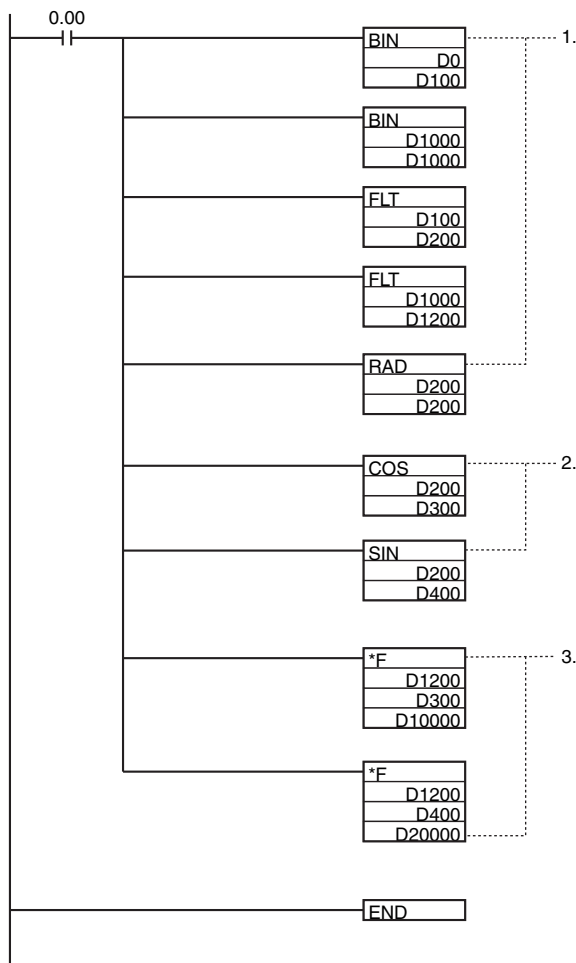 0.00
BIN
1.
D0
D100
BIN
D1000
D1000
FLT
D100
D200
FLT
D1000
D1200
RAD
D200
D200
COS
2.
D200
D300
SIN
D200
D400
*F
3.
D1200
D300
D10000
*F
D1200
D400
D20000
END